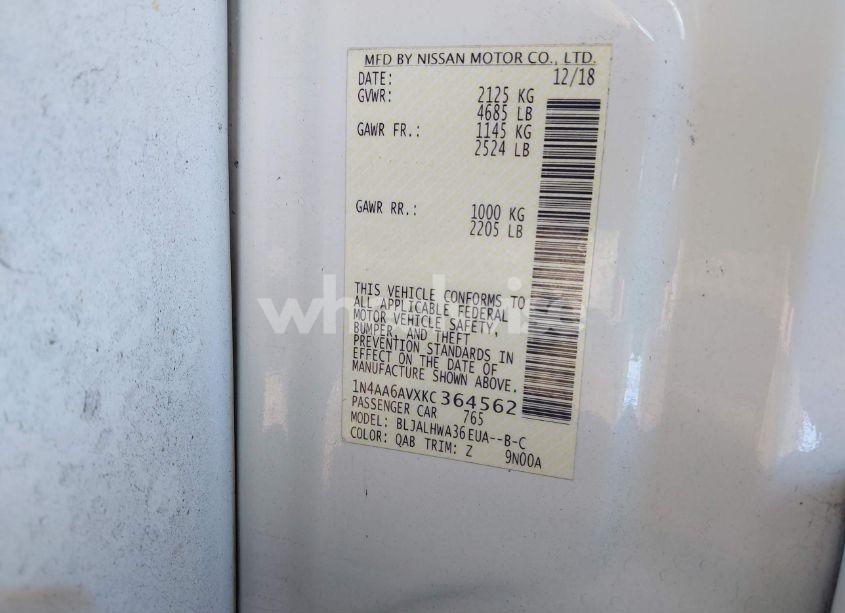 MFD BY NISSAN MOTOR CO., LTD.
DATE: 12/18
GVWR: 2125 KG
4685 LB
GAWR FR.: 1145 KG
2524 LB
GAWR RR.: 1000 KG
2205 LB
THIS VEHICLE CONFORMS TO
ALL APPLICABLE FEDERAL
MOTOR VEHICLE SAFETY,
BUMPER, AND THEFT
PREVENTION STANDARDS IN
EFFECT ON THE DATE OF
MANUFACTURE SHOWN ABOVE.
1N4AA6AVXKC364562
PASSENGER CAR 765
MODEL: BLJALHWA36EUA--B-C
COLOR: QAB TRIM: Z 9N00A